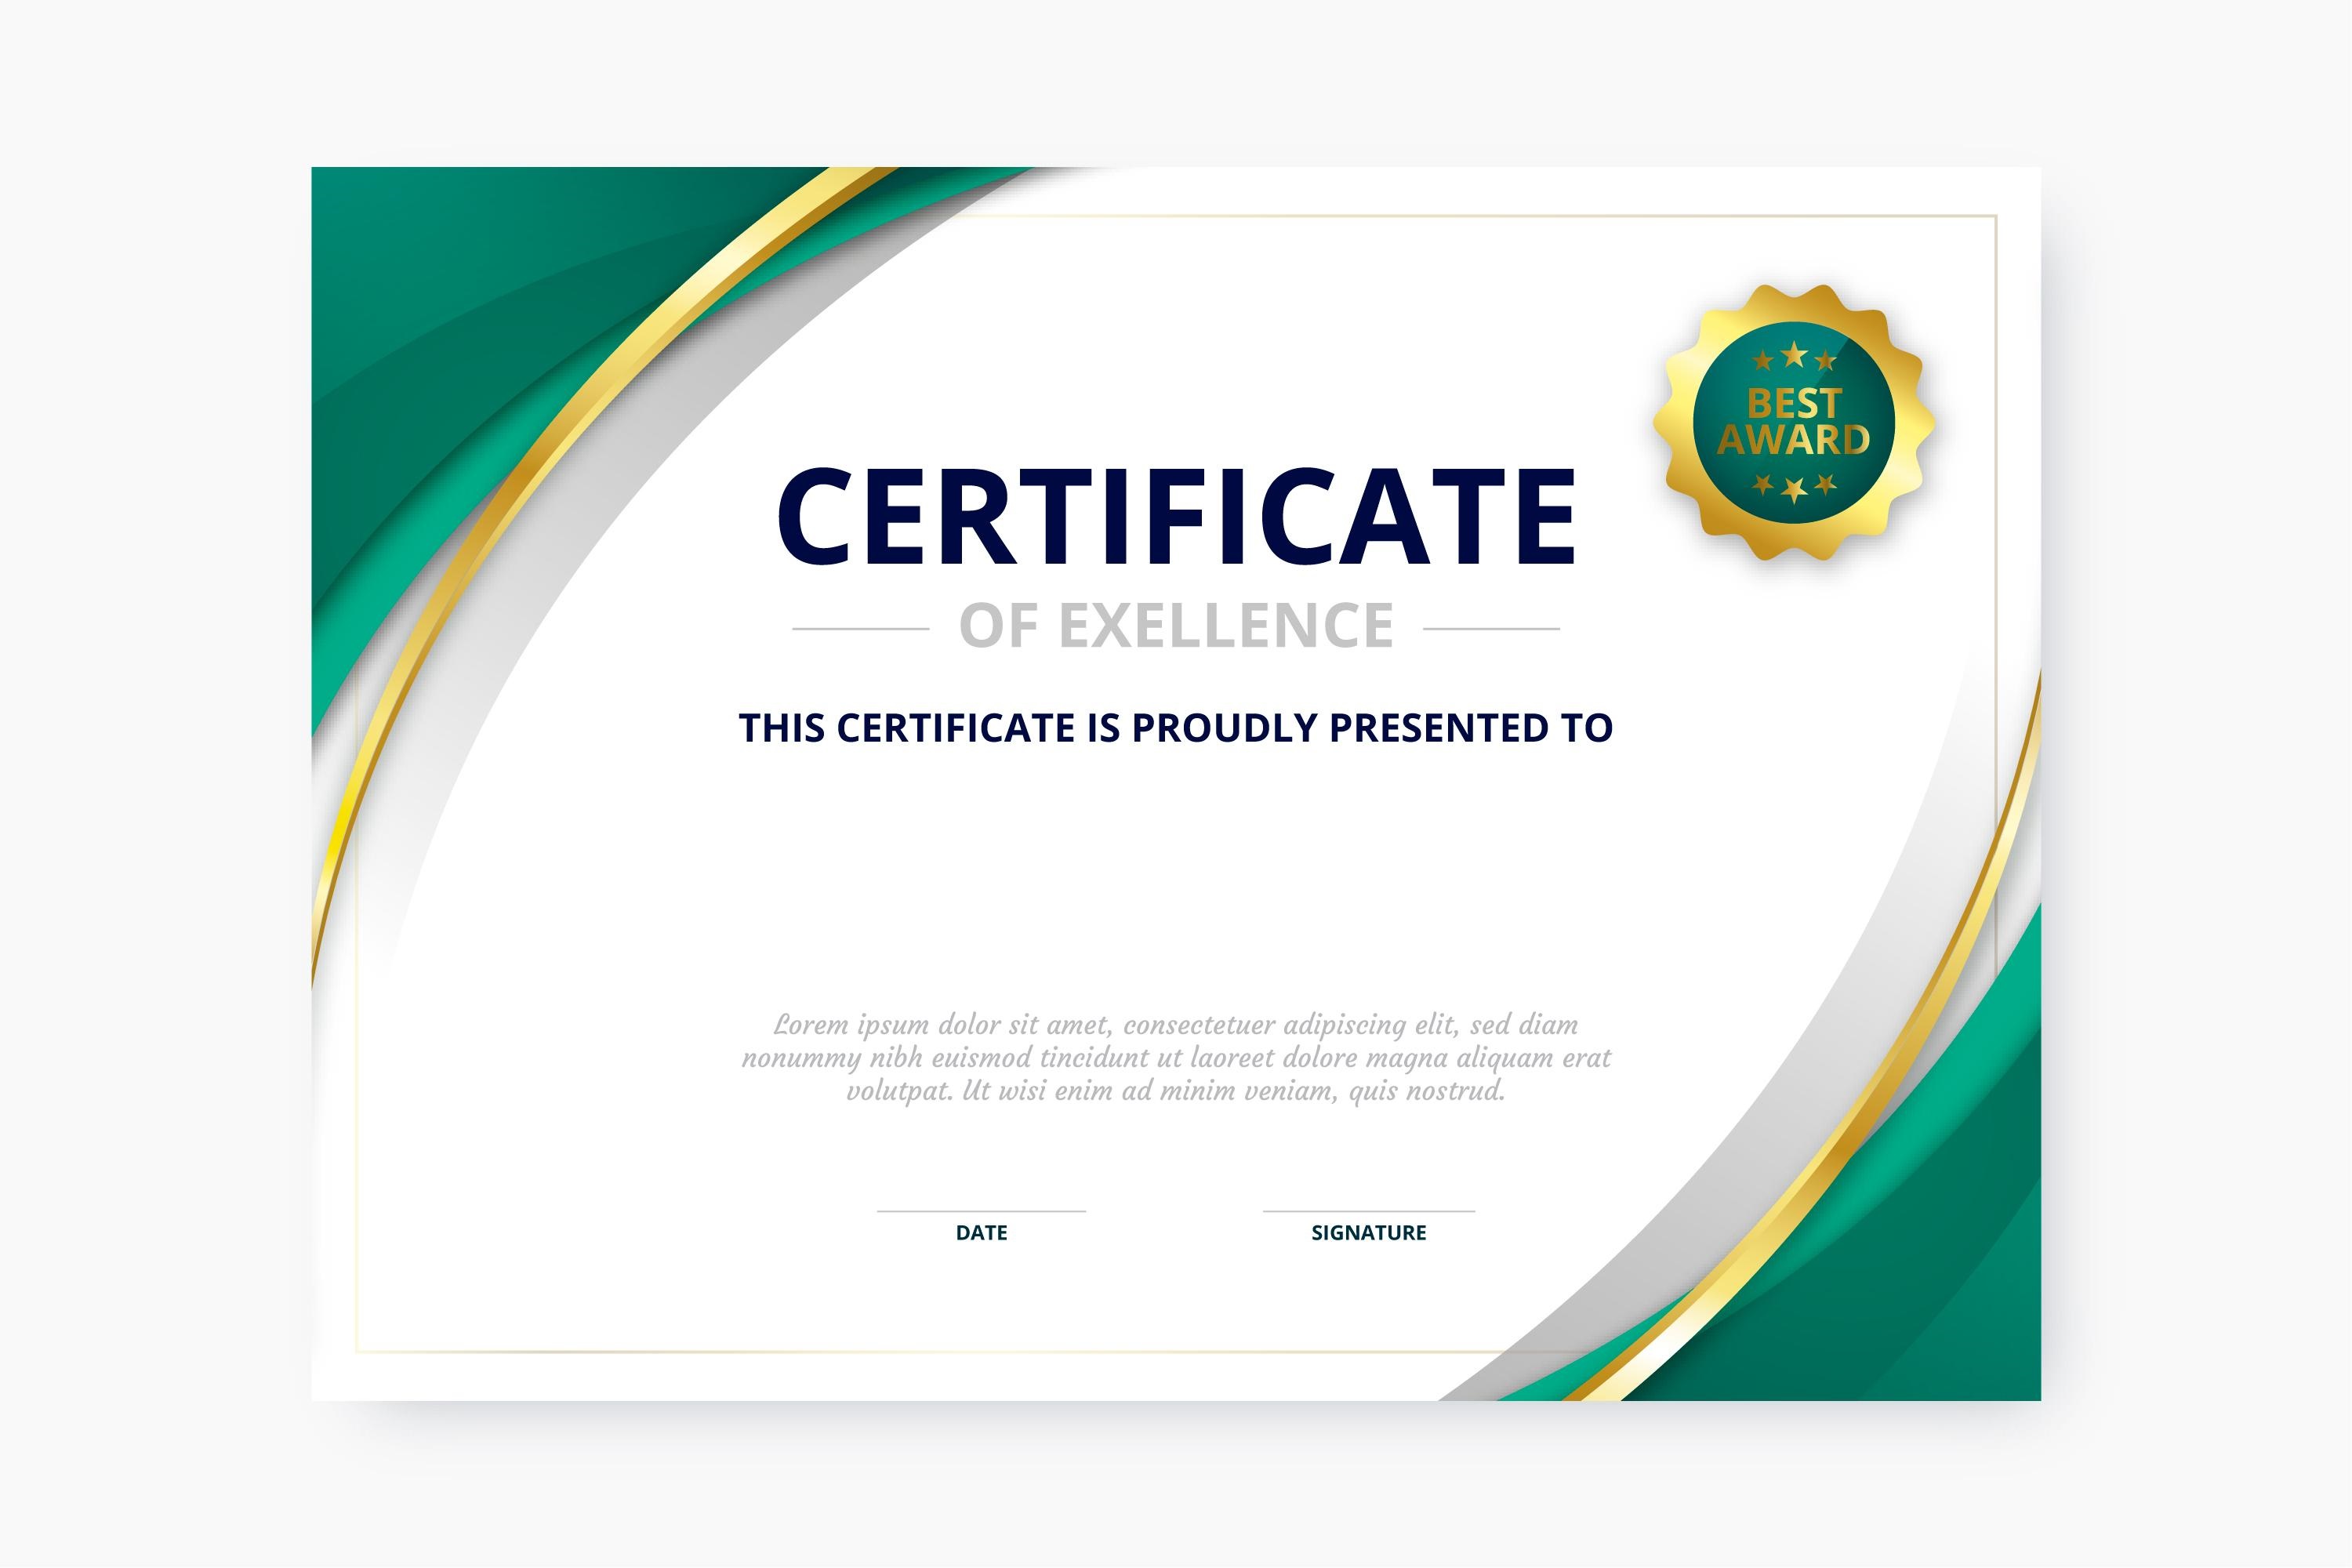 BEST
AWARD
CERTIFICATE
OF EXELLENCE
THIS CERTIFICATE IS PROUDLY PRESENTED TO
Lorem ipsum dolor sit amet, consectetuer adipiscing elit, sed diam
nonummy nibh euismod tincidunt ut laoreet dolore magna aliquam erat
volutpat. Ut wisi enim ad minim veniam, quis nostrud.
DATE
SIGNATURE